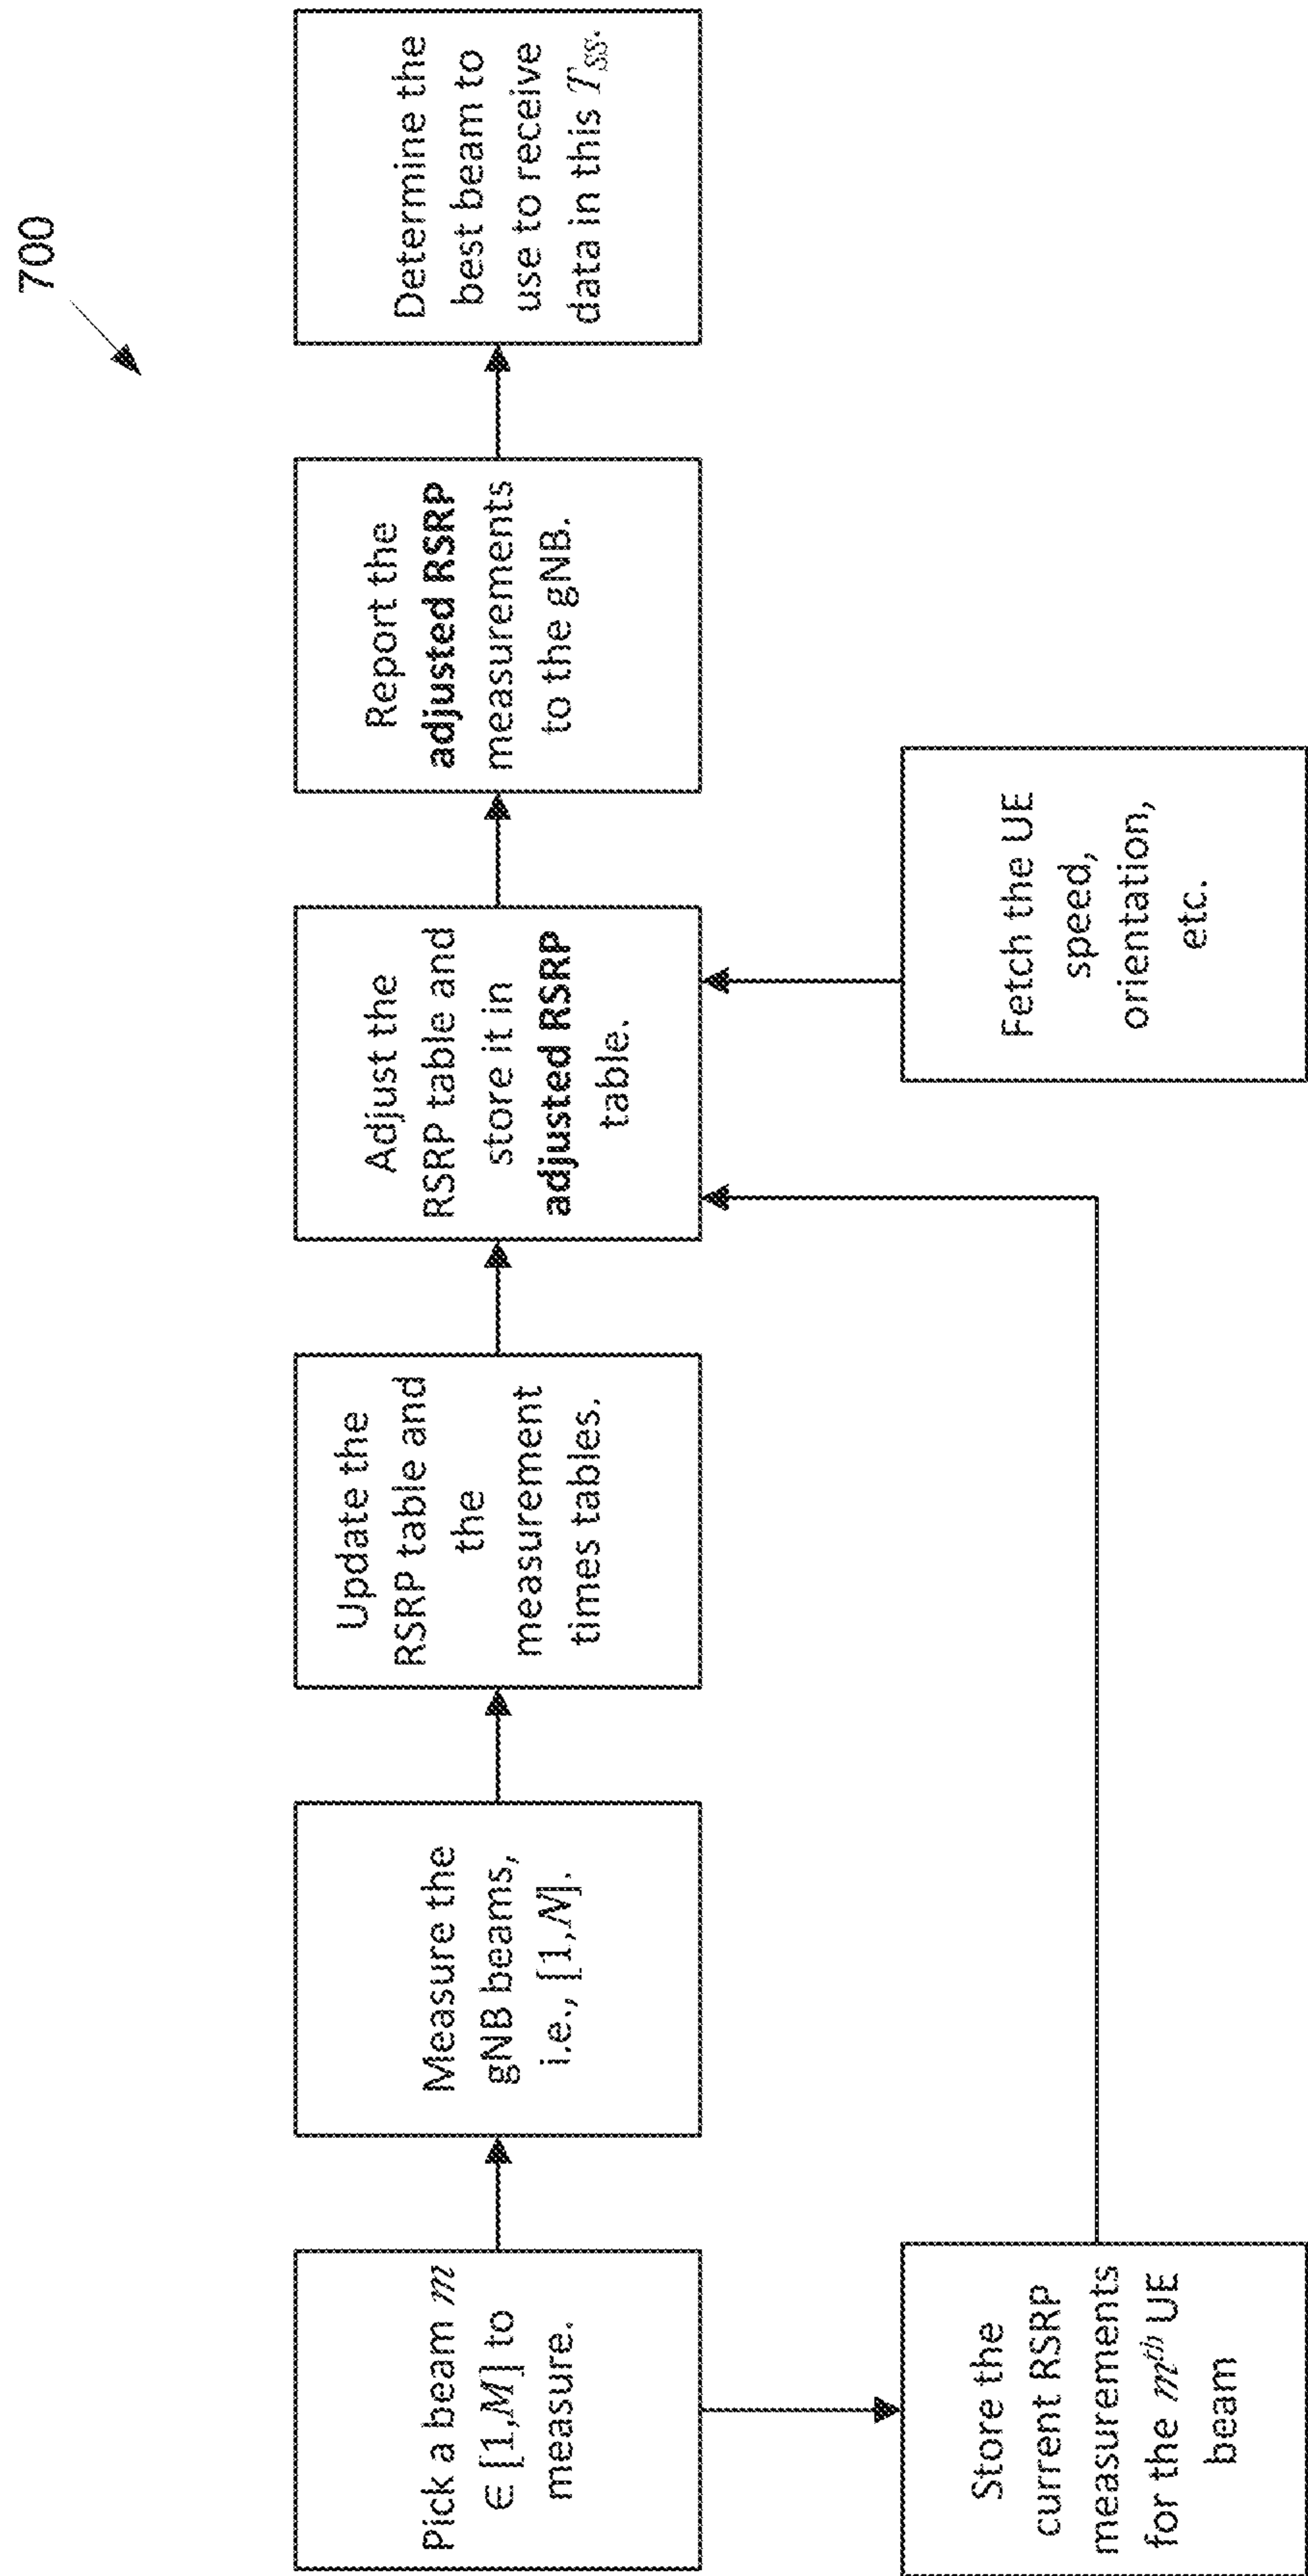 700
Pick a beam m
∈ [1,M] to
measure.
Measure the
gNB beams,
i.e., [1,N].
Update the
RSRP table and
the
measurement
times tables.
Adjust the
RSRP table and
store it in
adjusted RSRP
table.
Report the
adjusted RSRP
measurements
to the gNB.
Determine the
best beam to
use to receive
data in this T_SS.
Store the
current RSRP
measurements
for the m^th UE
beam
Fetch the UE
speed,
orientation,
etc.